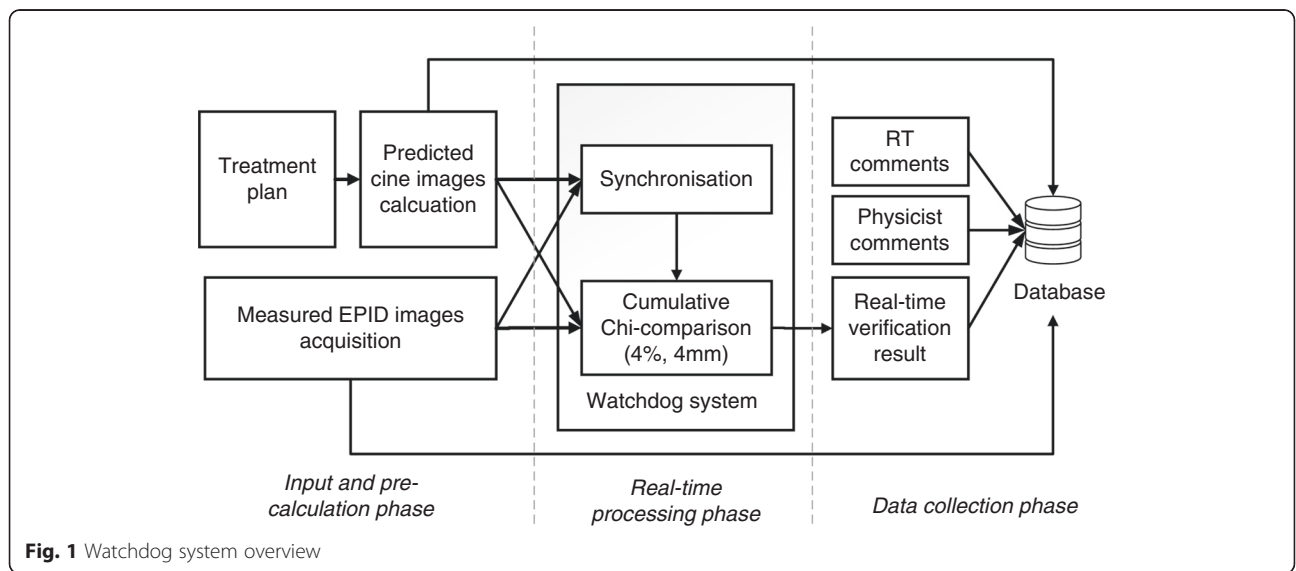 Treatment
plan
Predicted
cine images
calcuation
Measured EPID images
acquisition
Synchronisation
Cumulative
Chi-comparison
(4%, 4mm)
Watchdog system
RT
comments
Physicist
comments
Real-time
verification
result
Database
Input and pre-
calculation phase
Real-time
processing phase
Data collection phase
Fig. 1 Watchdog system overview